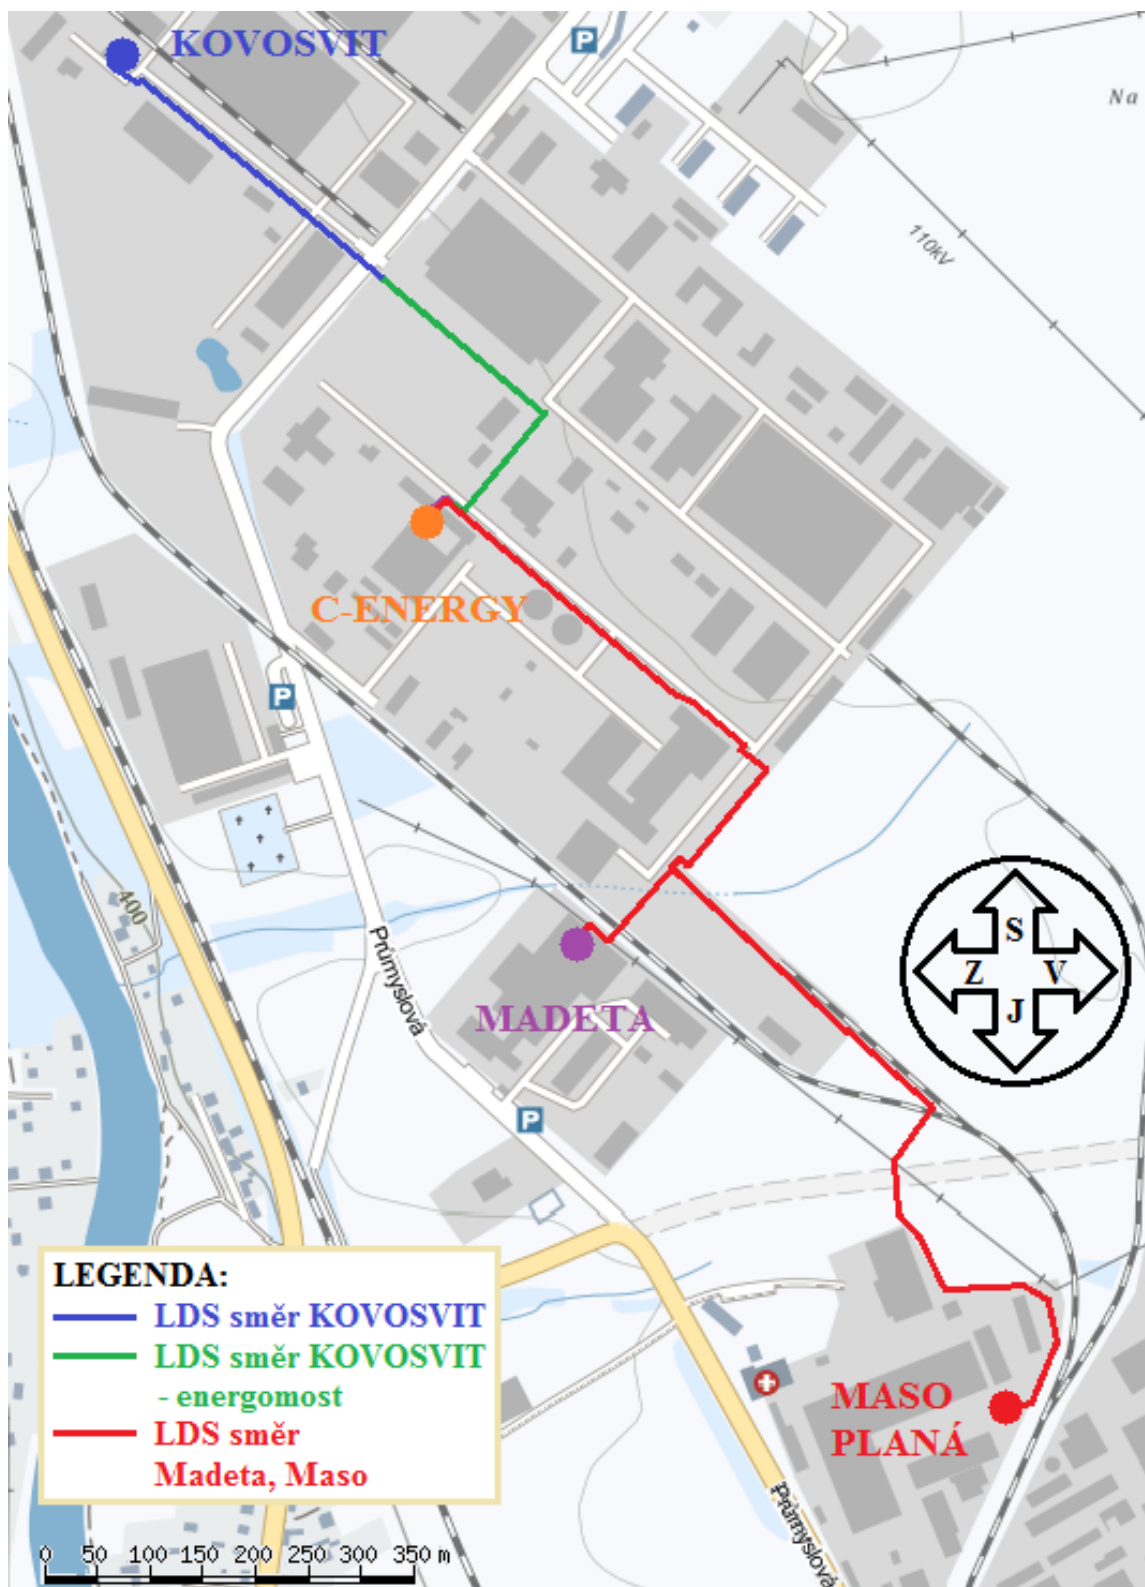 KOVOSVIT
P
Na
110kV
C-ENERGY
P
400
Průmyslová
S
Z V
J
MADETA
P
LEGENDA:
LDS směr KOVOSVIT
LDS směr KOVOSVIT
- energomost
LDS směr
Madeta, Maso
MASO
PLANÁ
Průmyslová
0 50 100 150 200 250 300 350 m